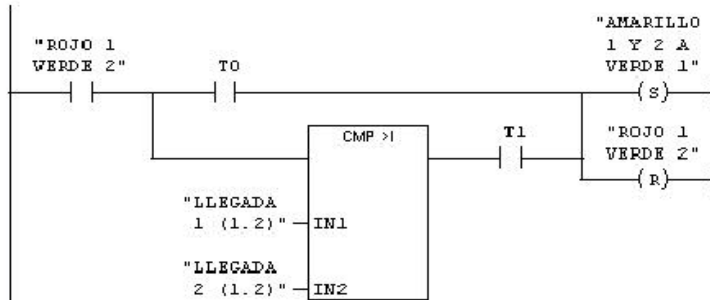 "AMARILLO
"ROJO 1
1 Y 2 A
VERDE 2"
T0
VERDE 1"
(S)
CMP >I
T1
"ROJO 1
VERDE 2"
(R)
"LLEGADA
1 (1.2)"
IN1
"LLEGADA
2 (1.2)"
IN2